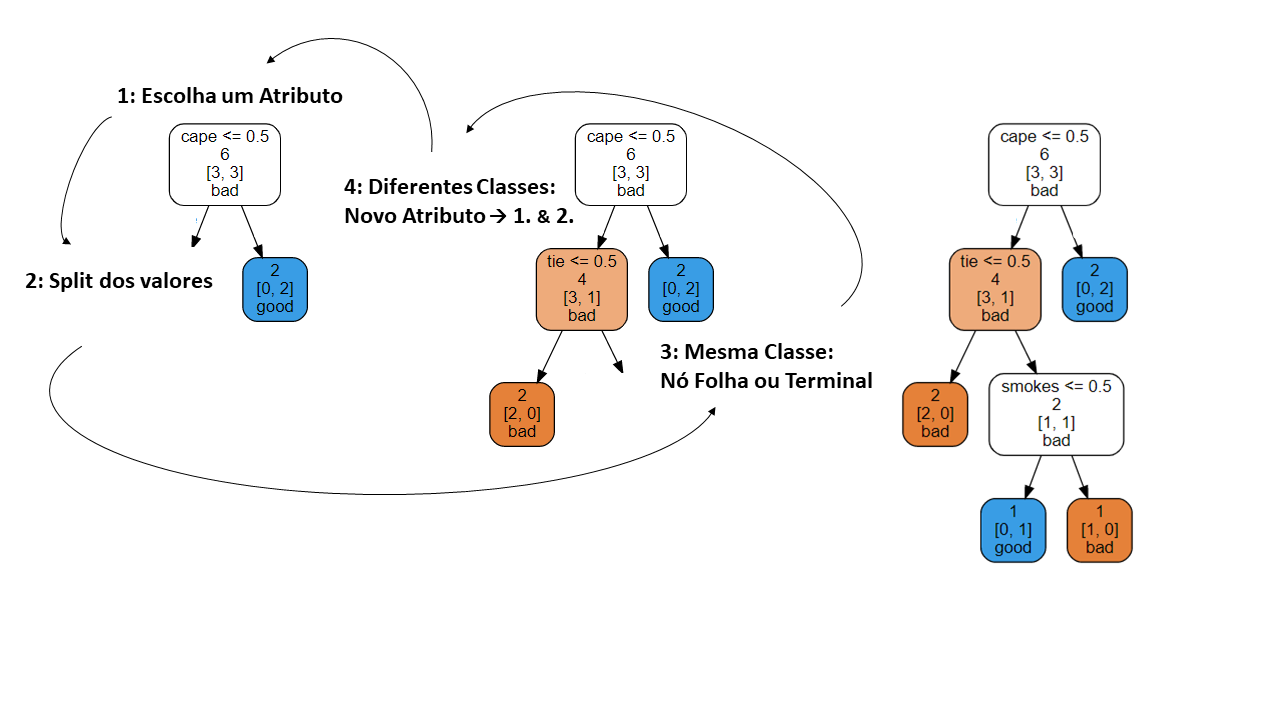 1: Escolha um Atributo
cape <= 0.5
6
[3, 3]
bad
2: Split dos valores
2
[0, 2]
good
4: Diferentes Classes:
Novo Atributo → 1. & 2.
cape <= 0.5
6
[3, 3]
bad
tie <= 0.5
4
[3, 1]
bad
2
[0, 2]
good
2
[2, 0]
bad
3: Mesma Classe:
Nó Folha ou Terminal
cape <= 0.5
6
[3, 3]
bad
tie <= 0.5
4
[3, 1]
bad
2
[0, 2]
good
2
[2, 0]
bad
smokes <= 0.5
2
[1, 1]
bad
1
[0, 1]
good
1
[1, 0]
bad